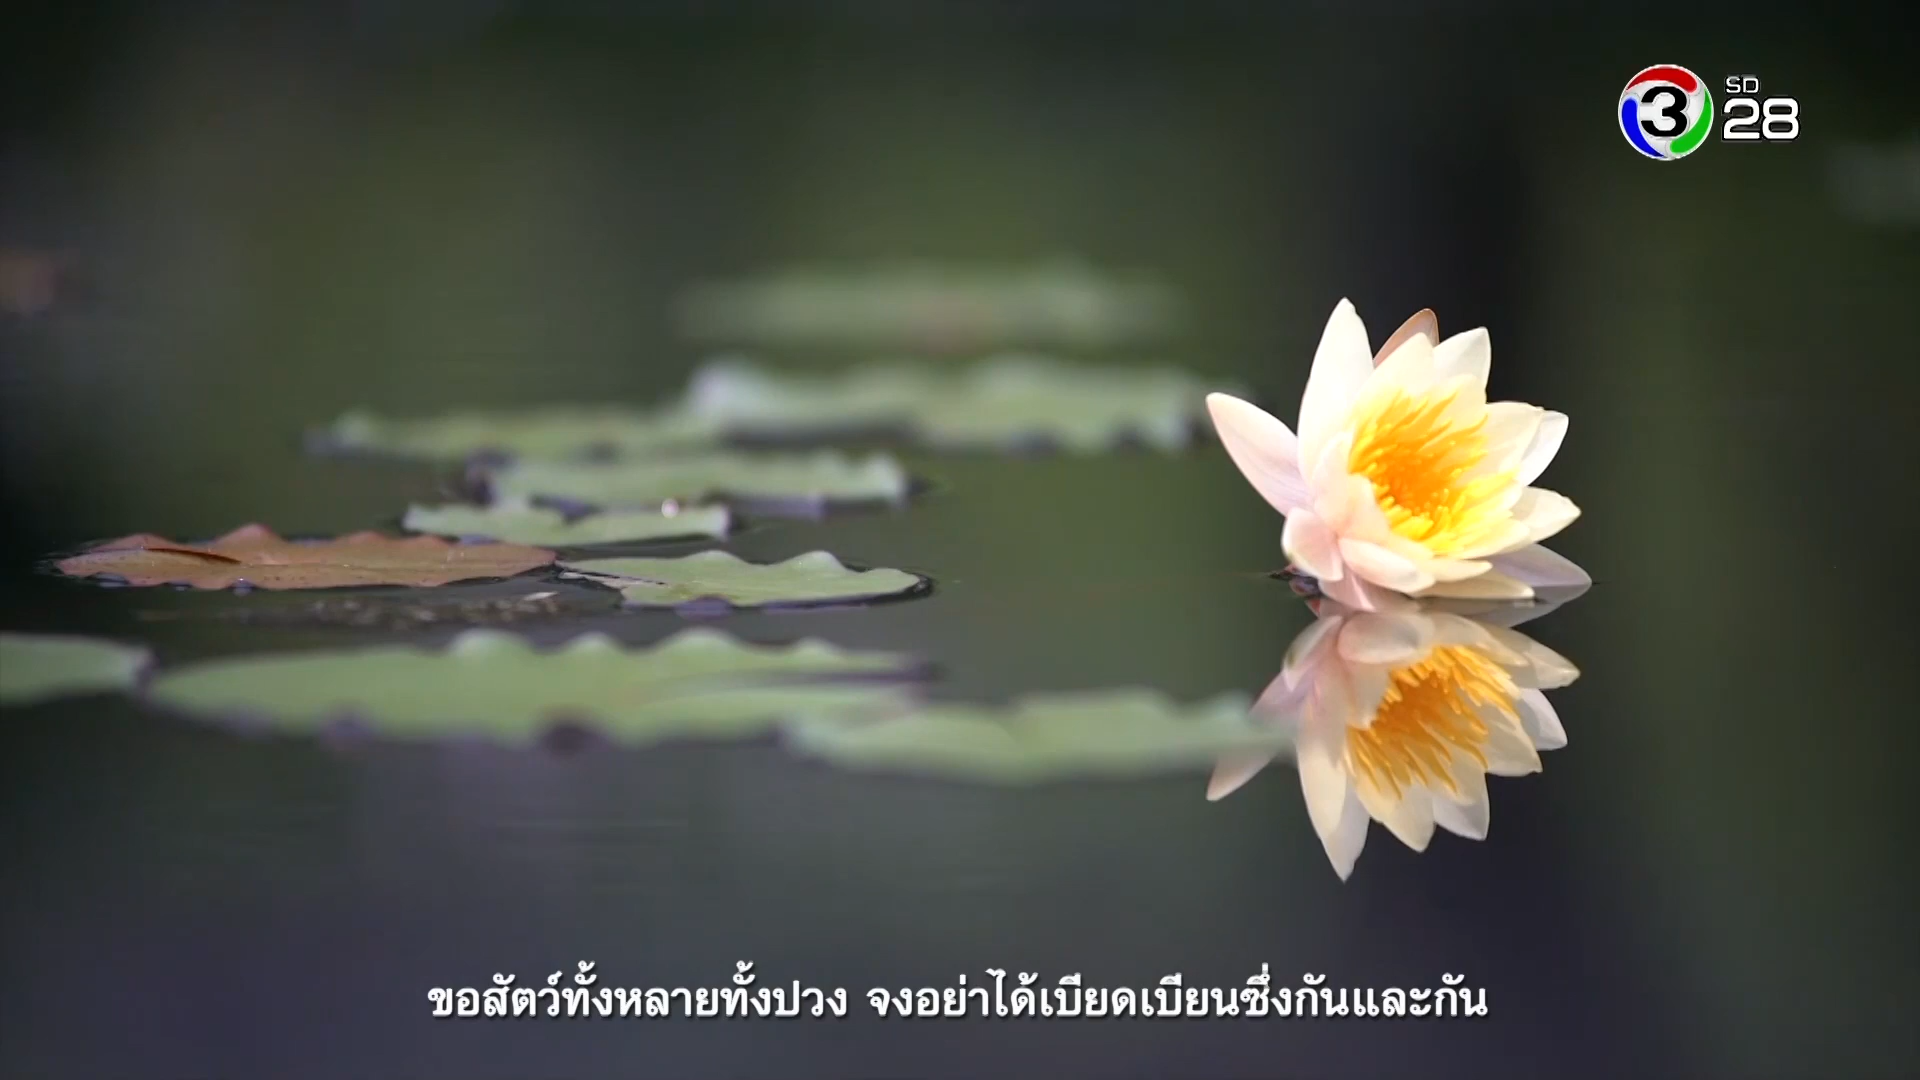 3 SD
28
ขอสัตว์ทั้งหลายทั้งปวง จงอย่าได้เบียดเบียนซึ่งกันและกัน